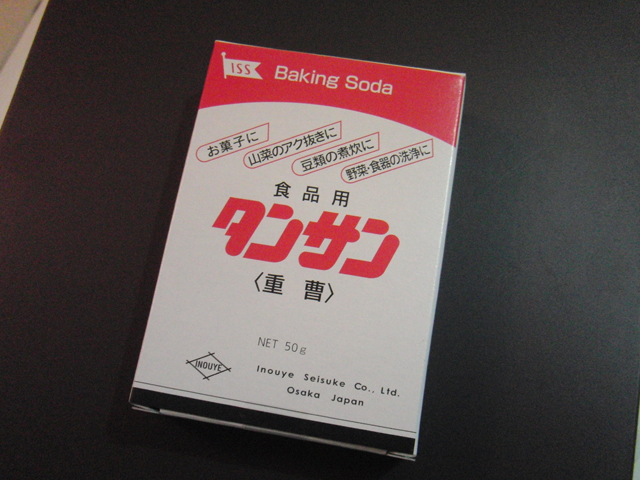 ISS Baking Soda
お菓子に
山菜のアク抜きに
豆類の煮炊に
野菜・食器の洗浄に
食品用
タンサン
〈重曹〉
NET 50g
INOUYE
Inouye Seisuke Co., Ltd.
Osaka Japan